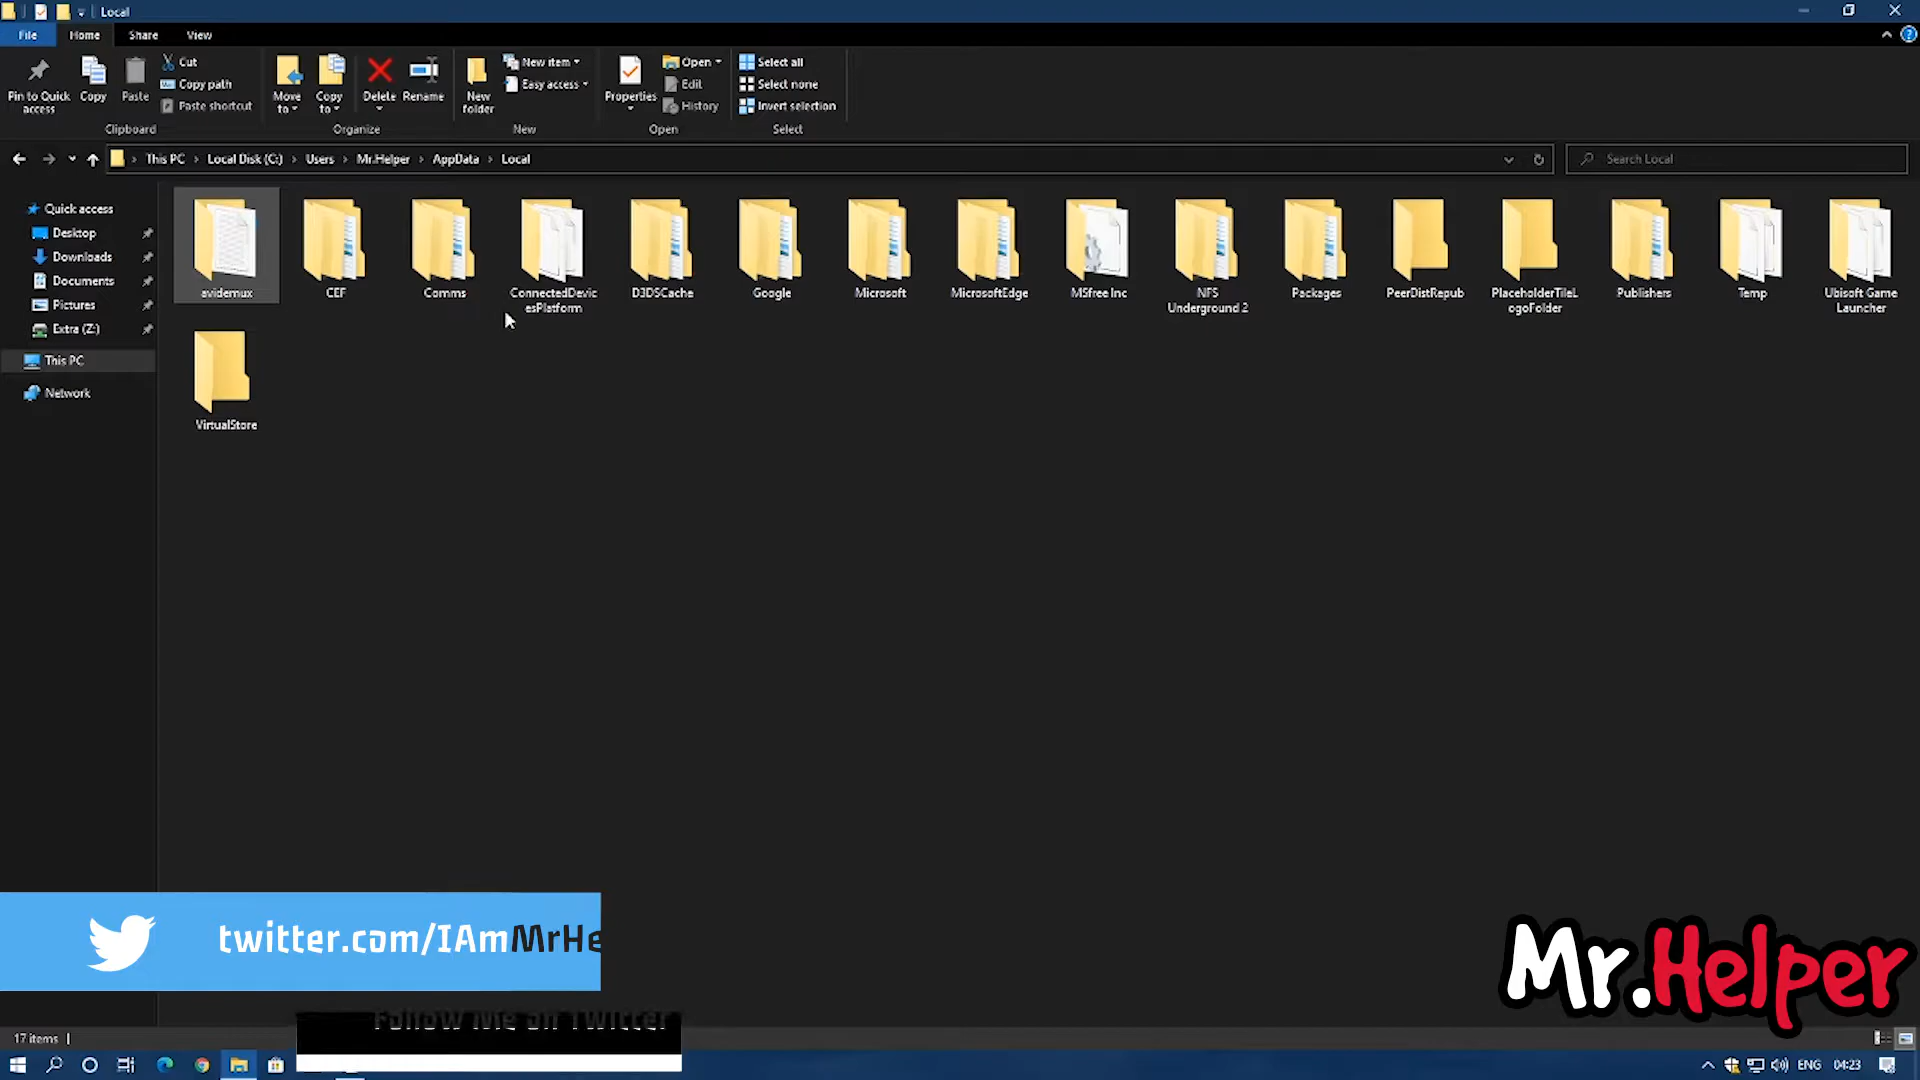 Local
File Home Share View
Pin to Quick access
Copy
Paste
Cut
Copy path
Paste shortcut
Clipboard
Move to
Copy to
Delete
Rename
Organize
New folder
New item
Easy access
New
Properties
Open
Edit
History
Open
Select all
Select none
Invert selection
Select
This PC › Local Disk (C:) › Users › Mr.Helper › AppData › Local
Search Local
Quick access
Desktop
Downloads
Documents
Pictures
Extra (Z:)
This PC
Network
avidemux
CEF
Comms
ConnectedDevic
esPlatform
D3DSCache
Google
Microsoft
MicrosoftEdge
MSfree Inc
NFS
Underground 2
Packages
PeerDistRepub
PlaceholderTileL
ogoFolder
Publishers
Temp
Ubisoft Game
Launcher
VirtualStore
twitter.com/IAmMrHe
Follow Me on Twitter
Mr.Helper
17 items
ENG 04:23